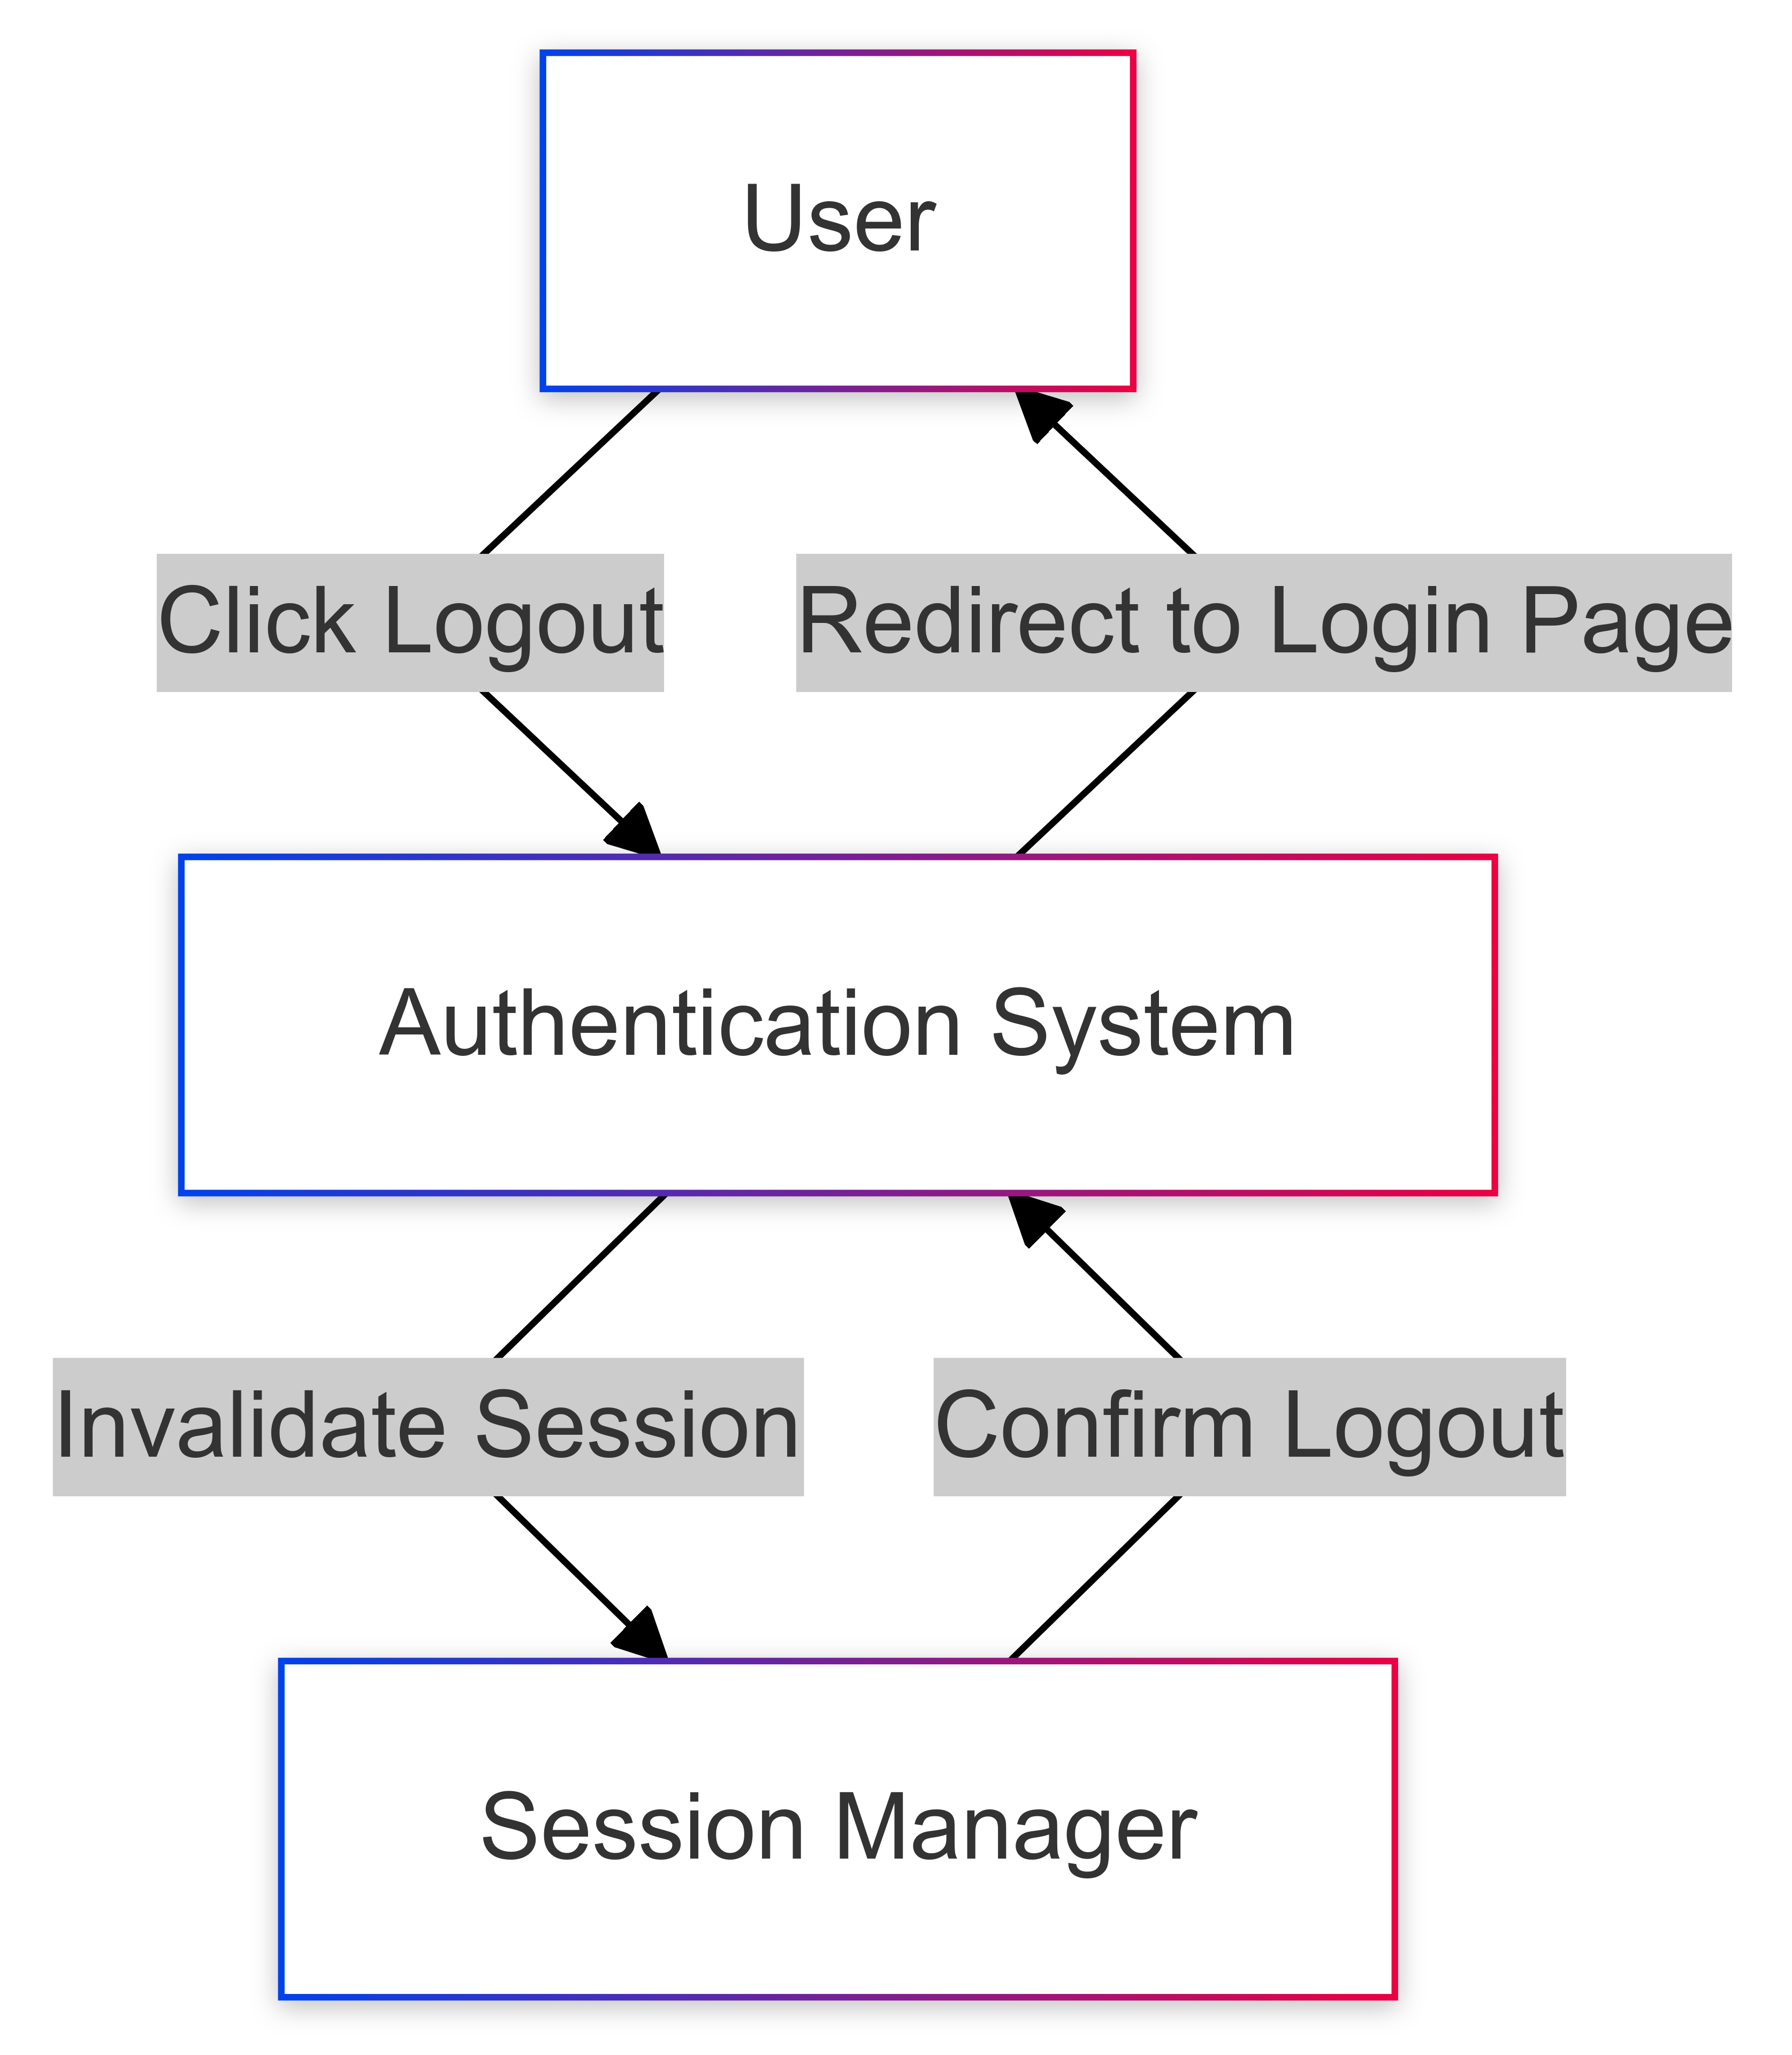 User
Click Logout
Redirect to Login Page
Authentication System
Invalidate Session
Confirm Logout
Session Manager